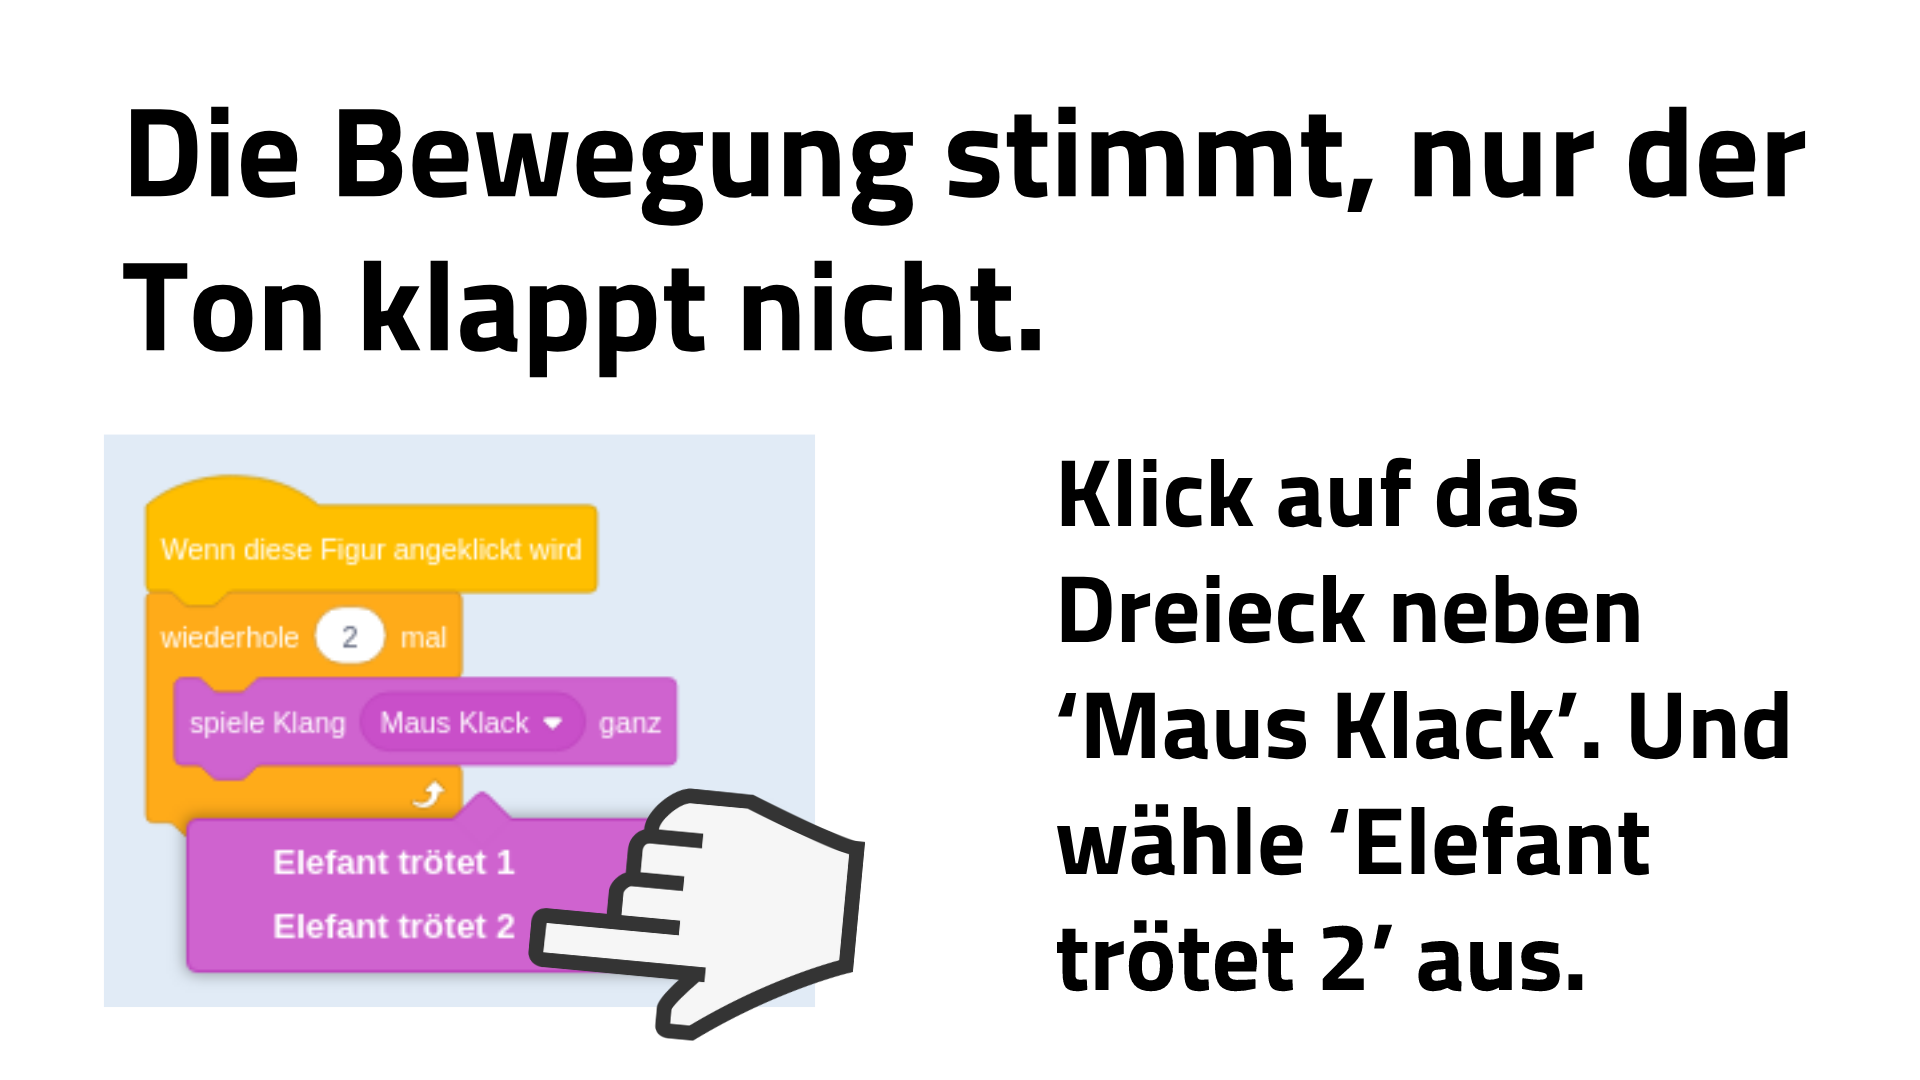 Die Bewegung stimmt, nur der
Ton klappt nicht.
Wenn diese Figur angeklickt wird
wiederhole 2 mal
spiele Klang Maus Klack ganz
Elefant trötet 1
Elefant trötet 2
Klick auf das
Dreieck neben
‘Maus Klack’. Und
wähle ‘Elefant
trötet 2’ aus.